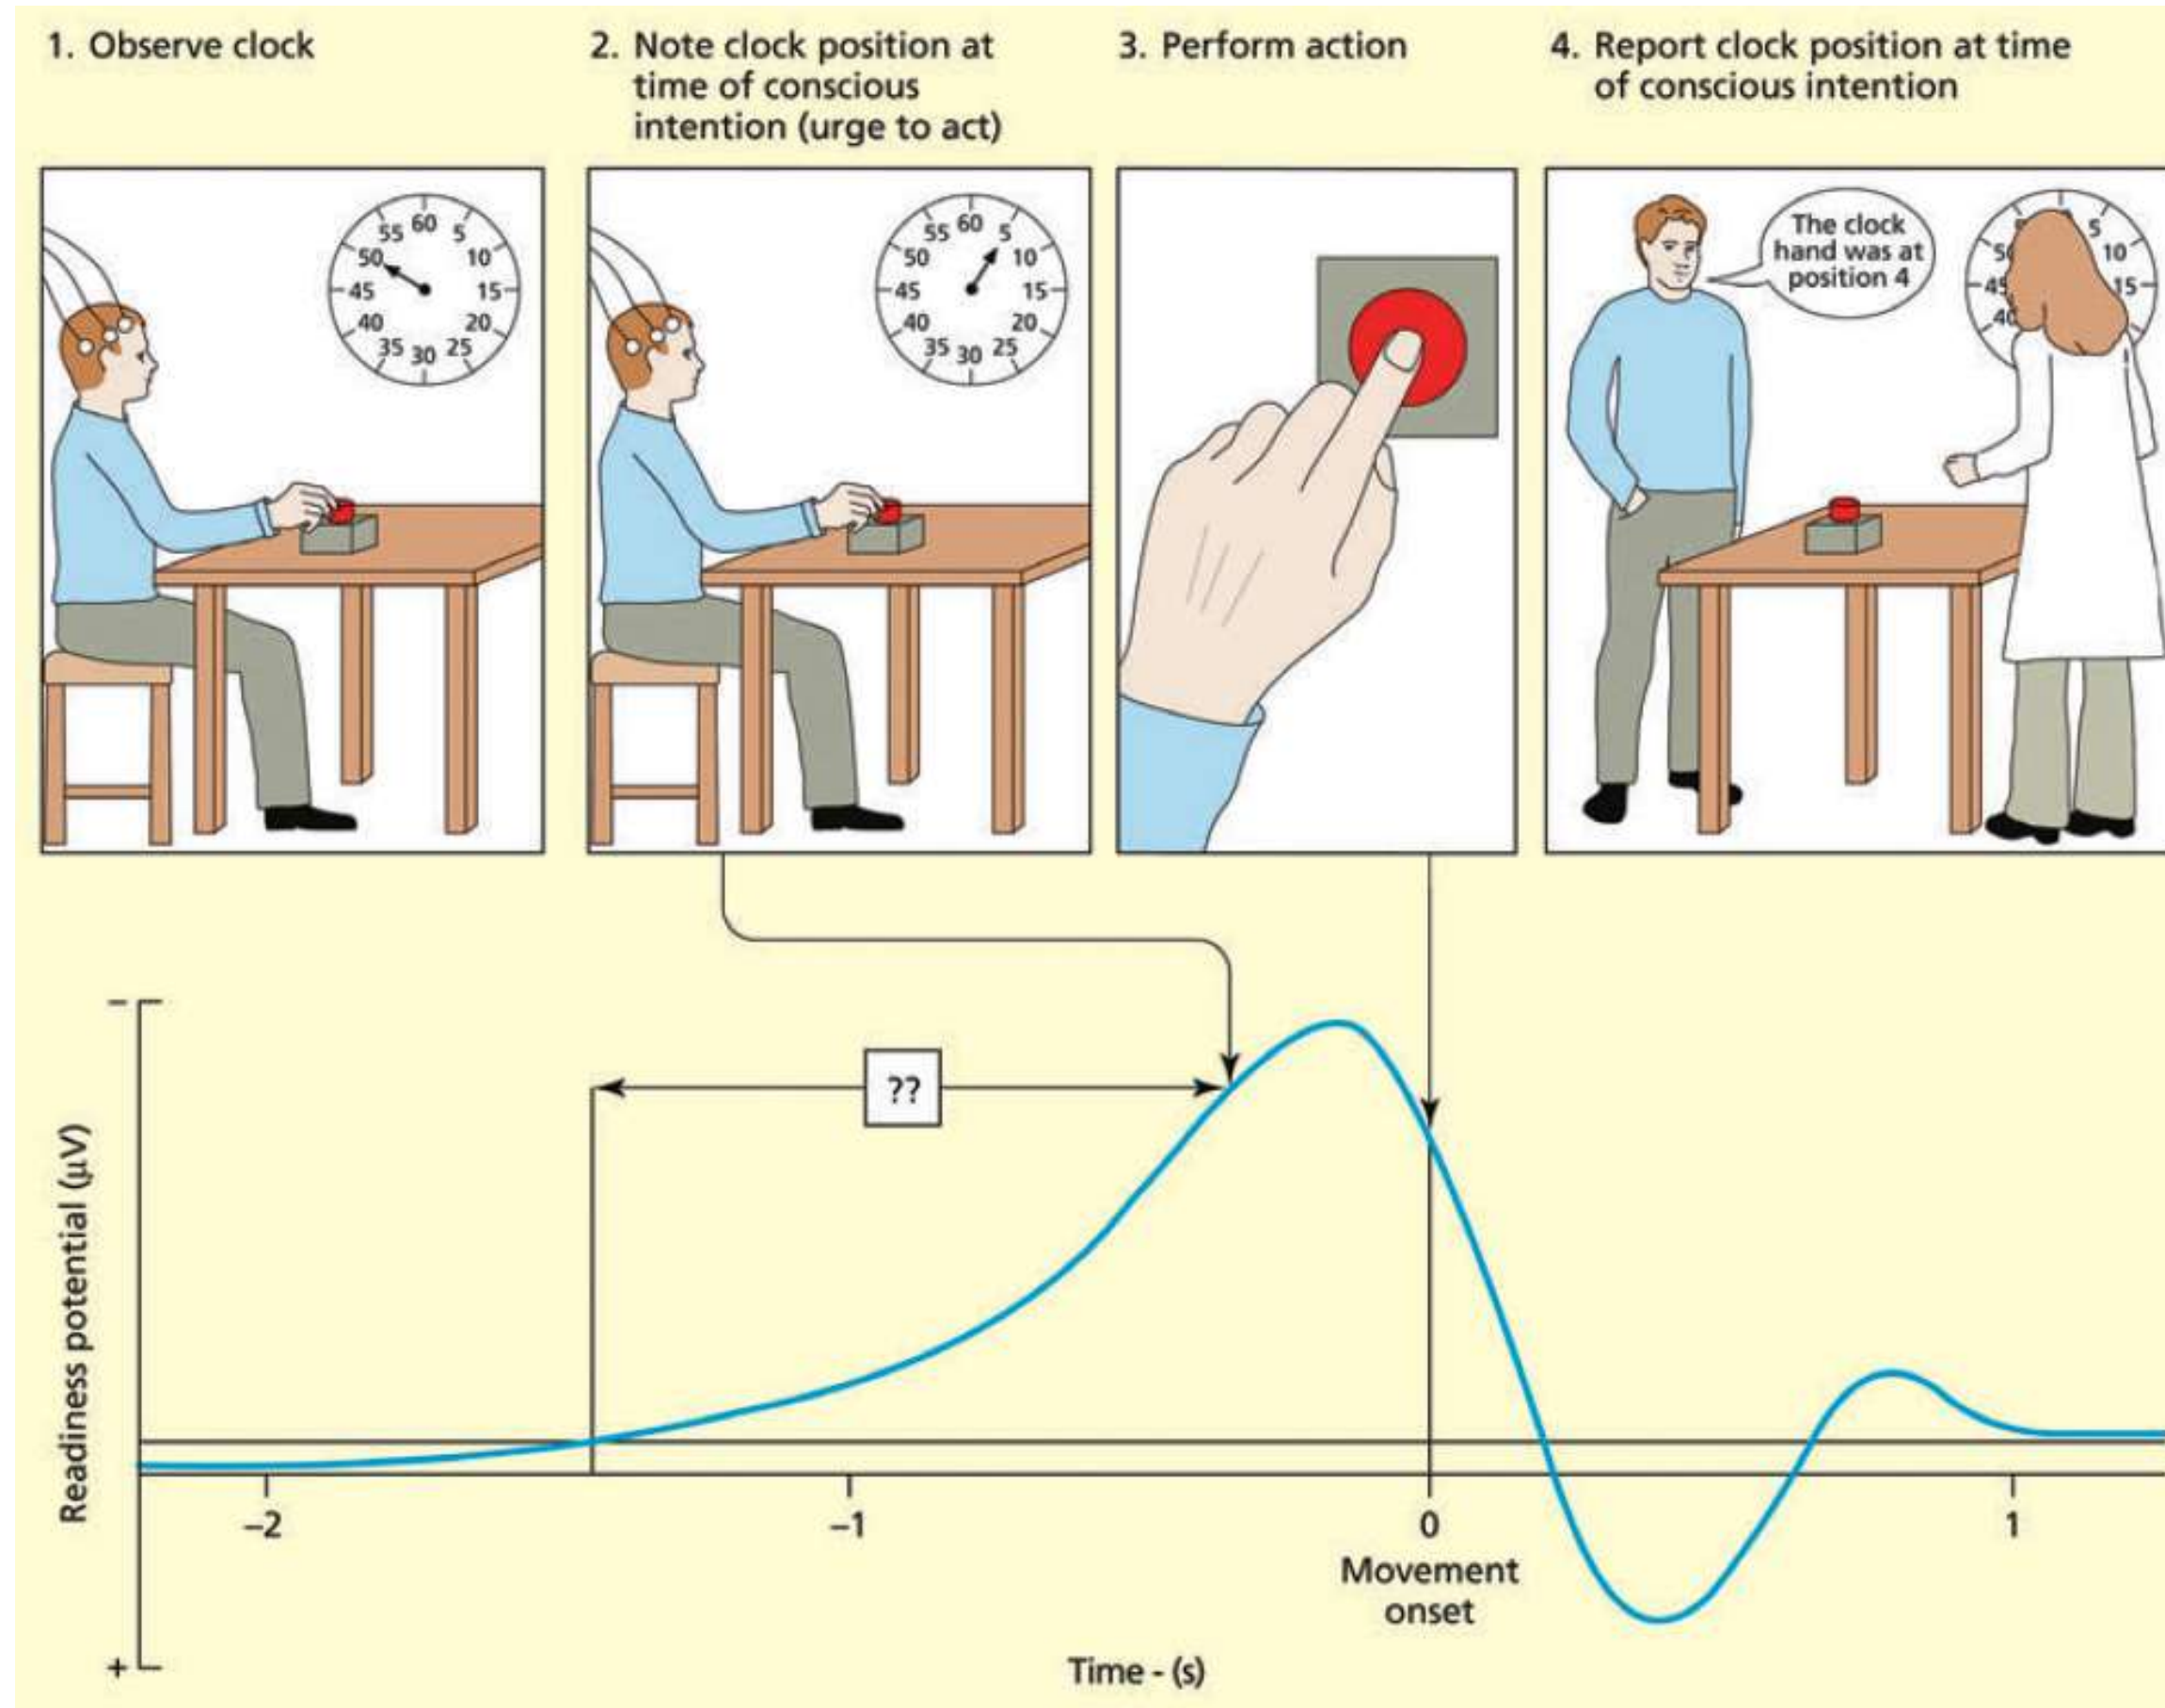 1. Observe clock
2. Note clock position at
time of conscious
intention (urge to act)
3. Perform action
4. Report clock position at time
of conscious intention
55 60 5
50 10
45 15
40 20
35 30 25
55 60 5
50 10
45 15
40 20
35 30 25
The clock
hand was at
position 4
5
10
15
45
40
??
Readiness potential (µV)
–
+
–2
–1
0
1
Movement
onset
Time - (s)